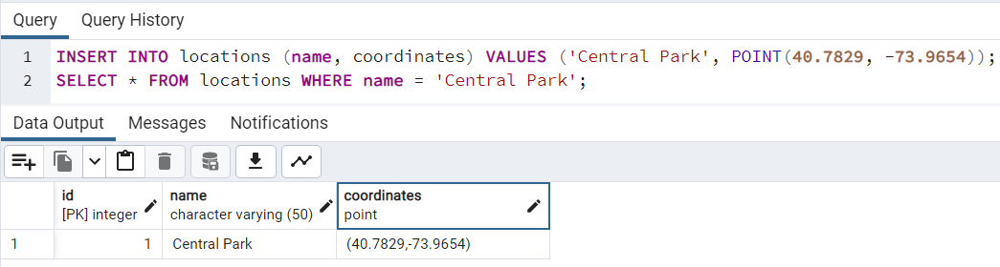 Query Query History
1 INSERT INTO locations (name, coordinates) VALUES ('Central Park', POINT(40.7829, -73.9654));
2 SELECT * FROM locations WHERE name = 'Central Park';
Data Output Messages Notifications
id name coordinates
[PK] integer character varying (50) point
1 1 Central Park (40.7829,-73.9654)